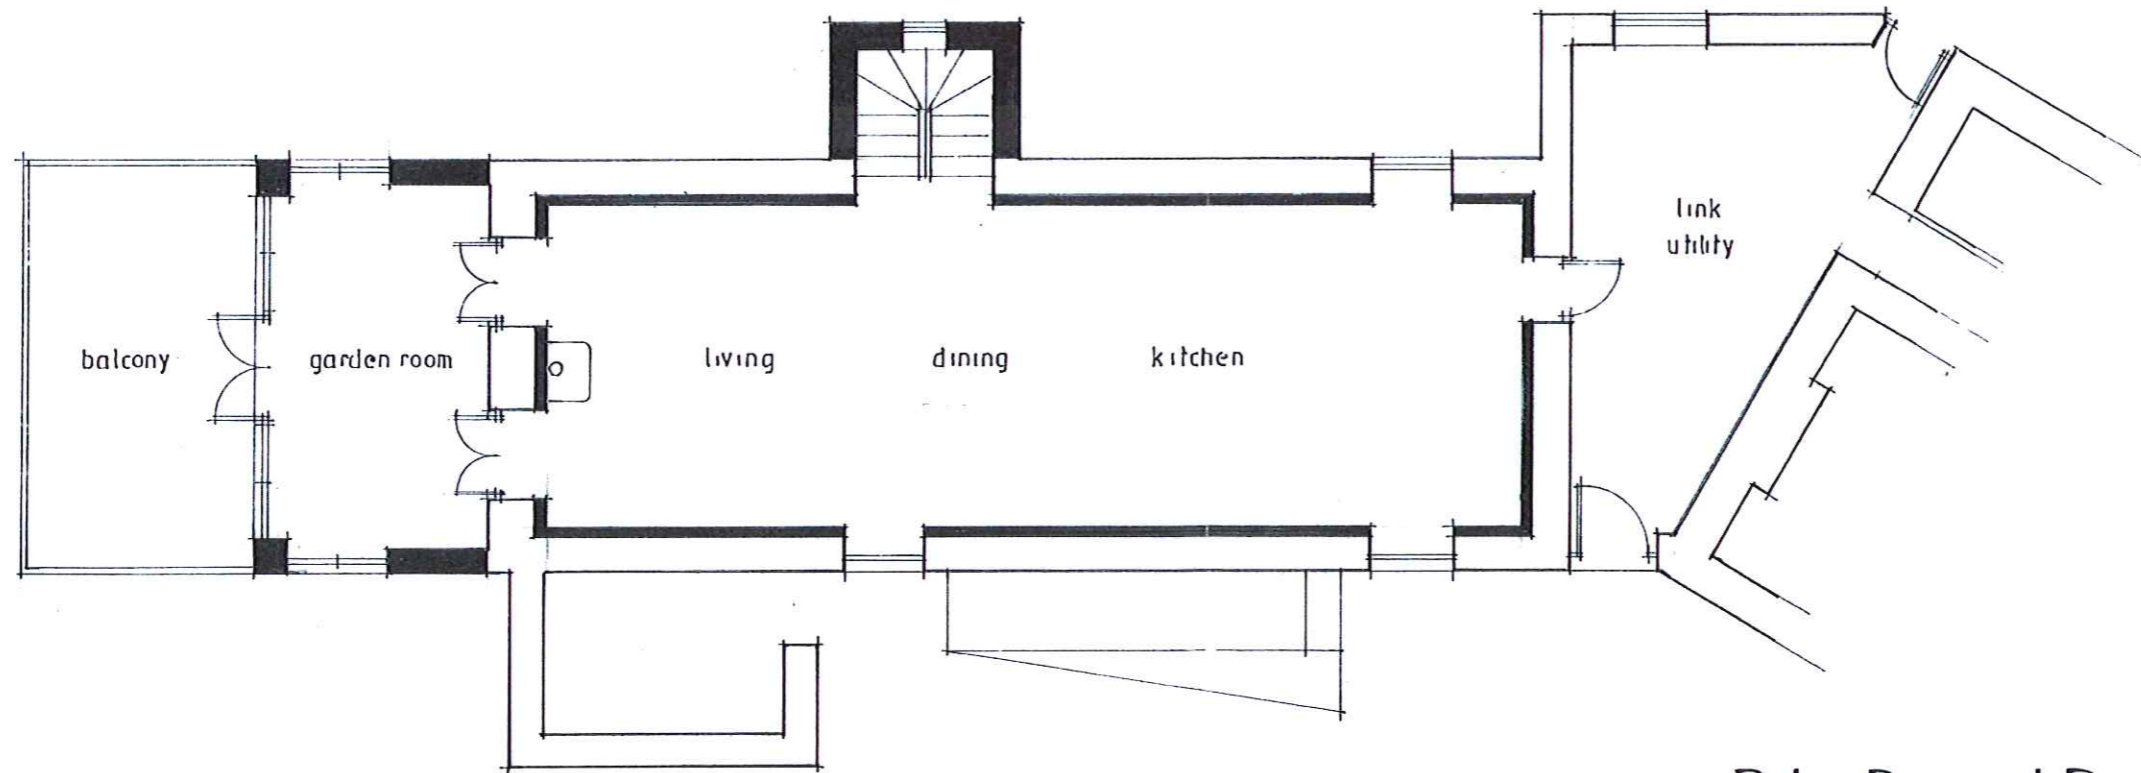 link
utility
balcony
garden room
living
dining
kitchen